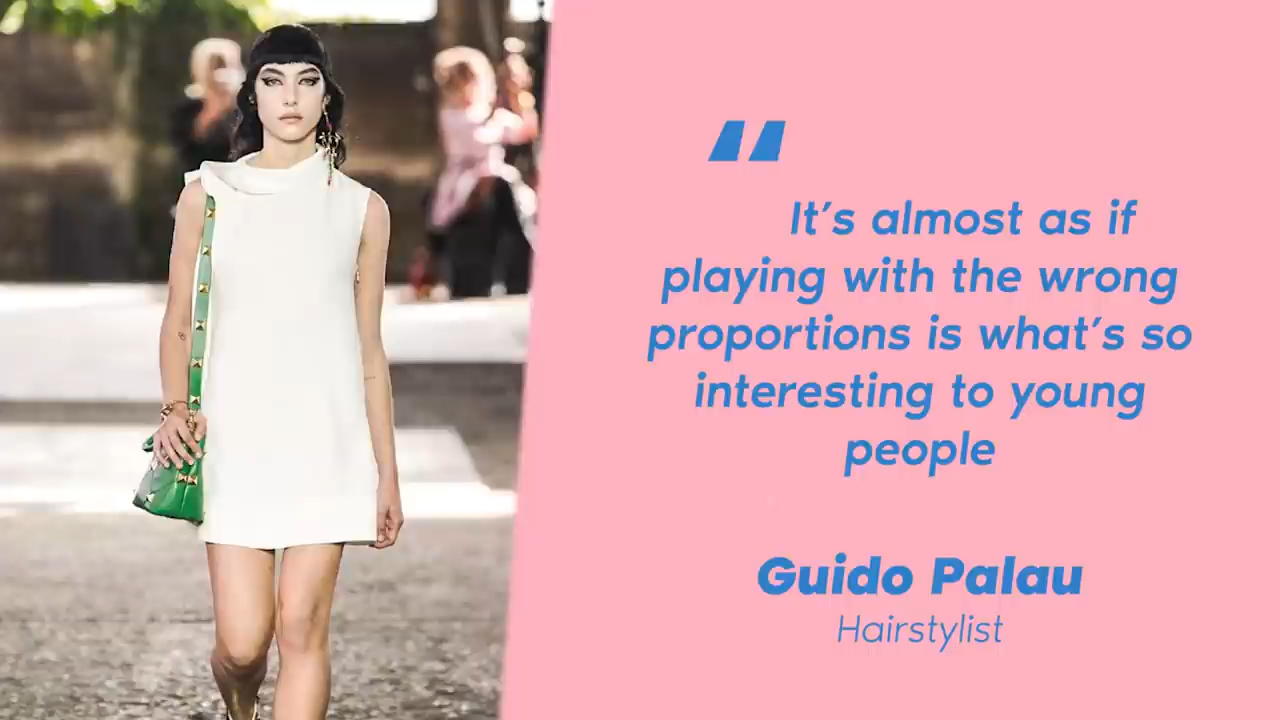 “
It’s almost as if
playing with the wrong
proportions is what’s so
interesting to young
people
Guido Palau
Hairstylist